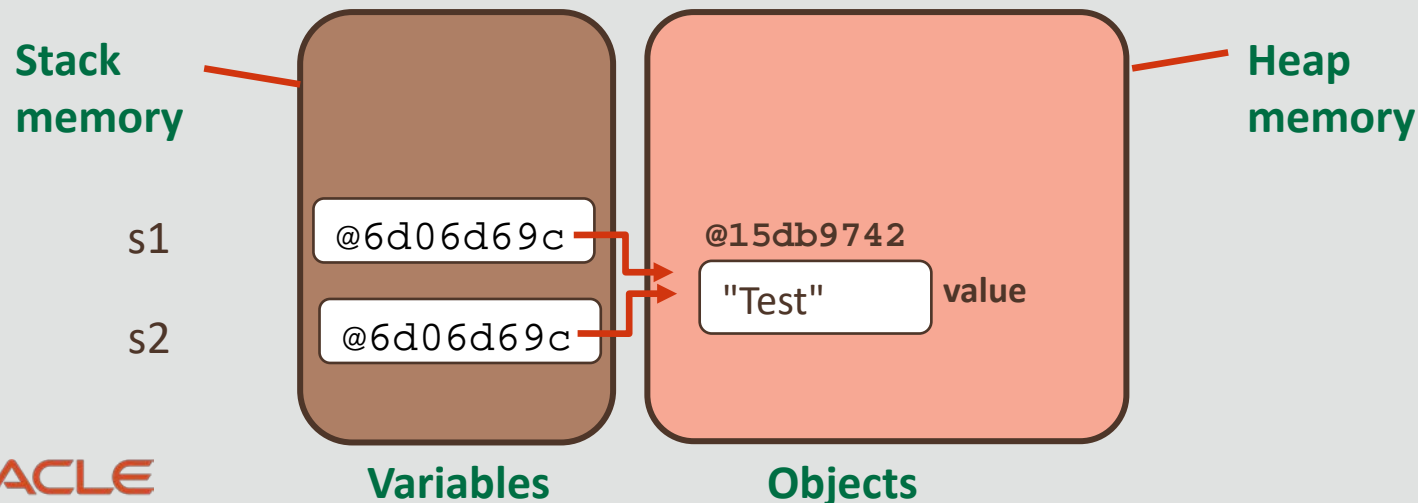 Stack
memory
Heap
memory
s1
@6d06d69c
@15db9742
"Test"
value
s2
@6d06d69c
ACLE
Variables
Objects